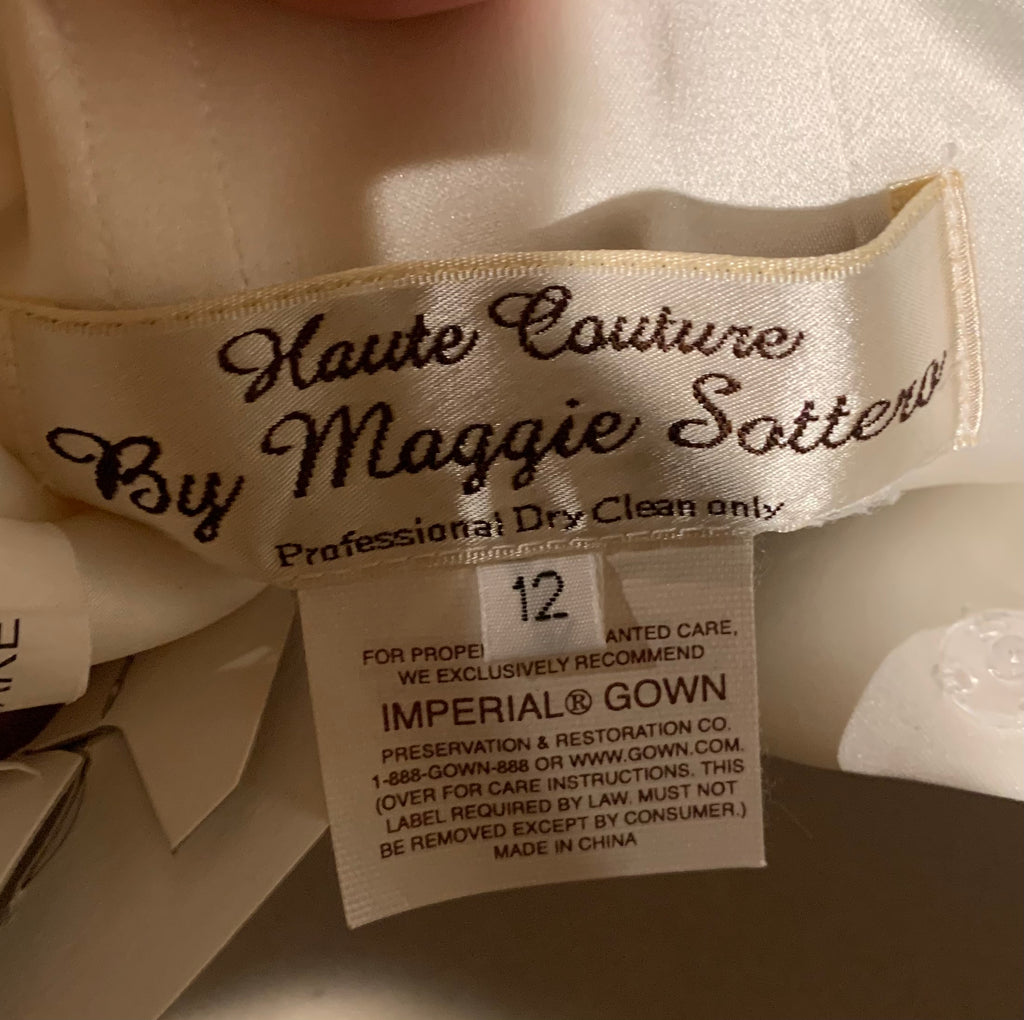 Haute Couture
By Maggie Sottero
Professional Dry Clean only
12
FOR PROPE ANTED CARE,
WE EXCLUSIVELY RECOMMEND
IMPERIAL® GOWN
PRESERVATION & RESTORATION CO.
1-888-GOWN-888 OR WWW.GOWN.COM.
(OVER FOR CARE INSTRUCTIONS. THIS
LABEL REQUIRED BY LAW. MUST NOT
BE REMOVED EXCEPT BY CONSUMER.)
MADE IN CHINA